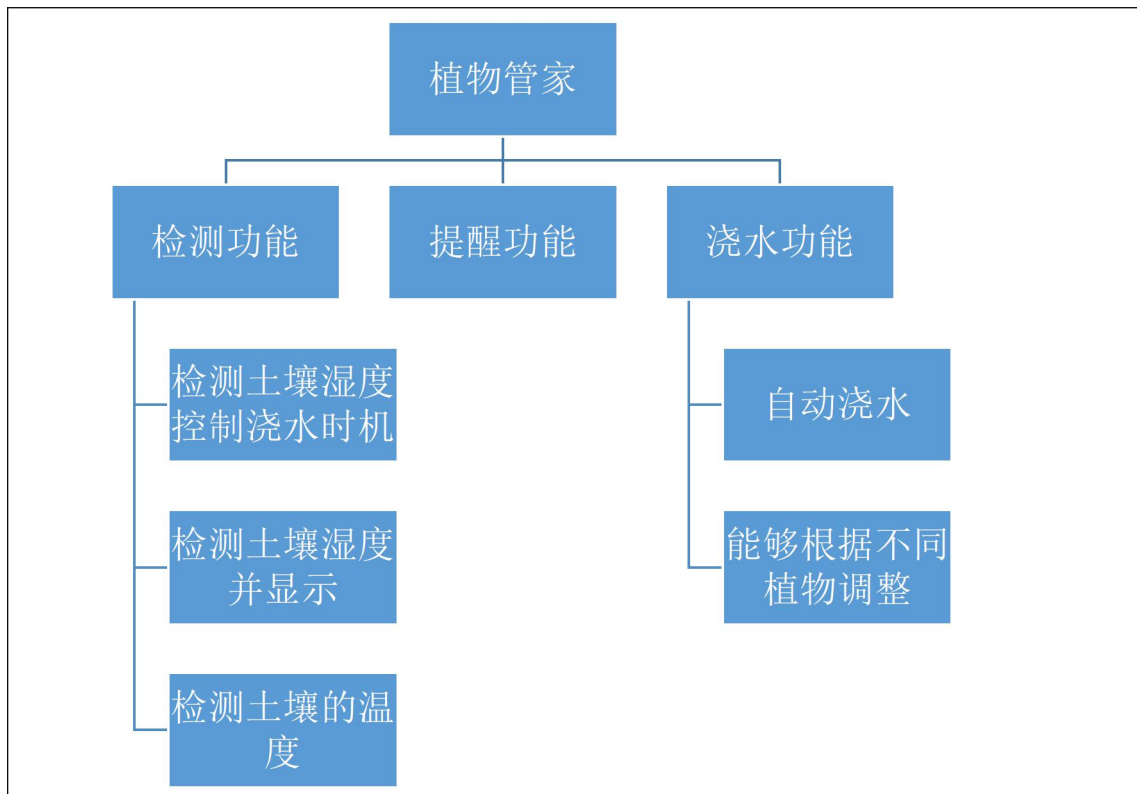 植物管家
检测功能
提醒功能
浇水功能
检测土壤湿度
控制浇水时机
自动浇水
检测土壤湿度
并显示
能够根据不同
植物调整
检测土壤的温
度